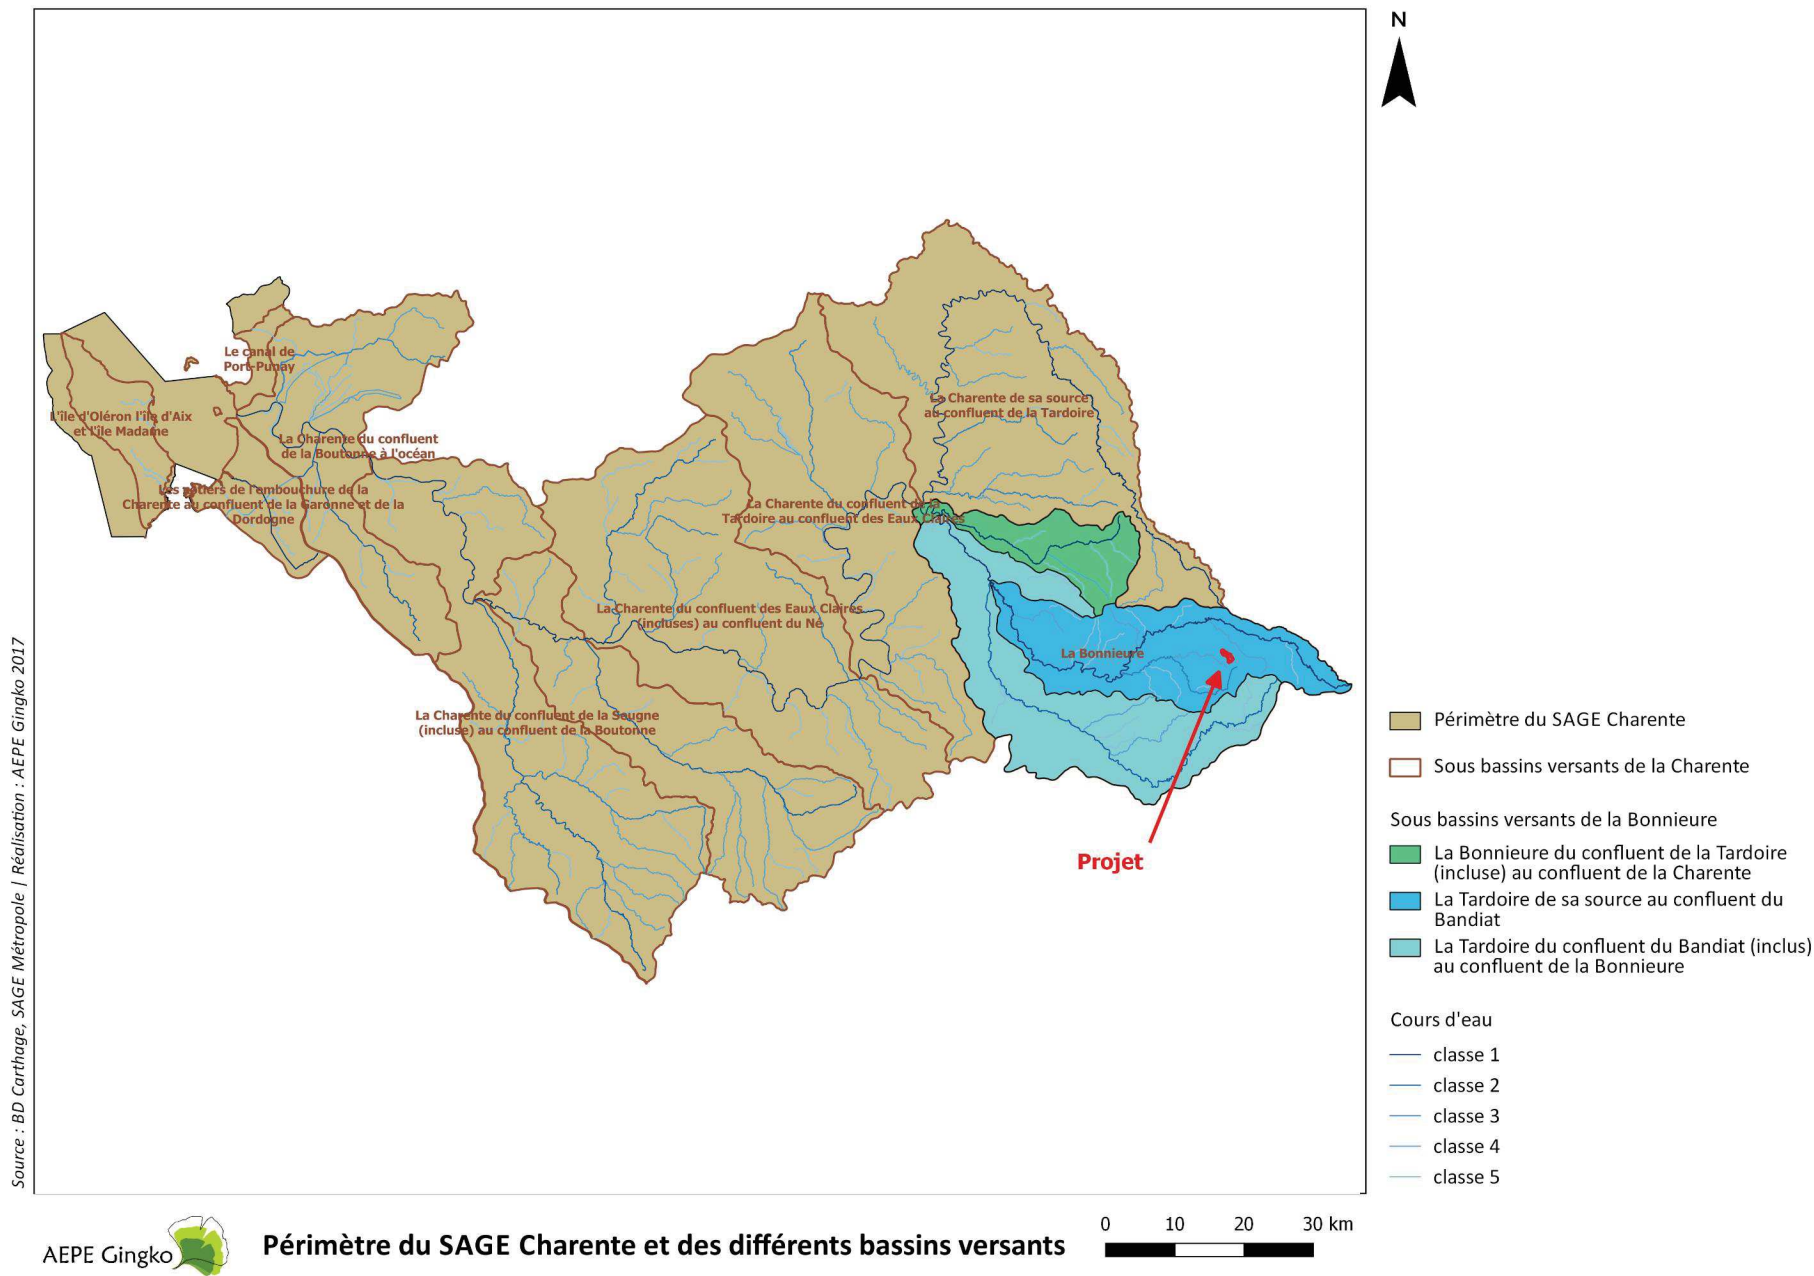 N
Le canal de
Port-Punay
L'île d'Oléron l'île d'Aix
et l'île Madame
La Charente du confluent
de la Boutonne à l'océan
Les côtiers de l'embouchure de la
Charente au confluent de la Garonne et de la
Dordogne
La Charente de sa source
au confluent de la Tardoire
La Charente du confluent de la
Tardoire au confluent des Eaux Claires
La Charente du confluent des Eaux Claires
(incluses) au confluent du Né
La Bonnieure
La Charente du confluent de la Seugne
(incluse) au confluent de la Boutonne
Projet
Périmètre du SAGE Charente
Sous bassins versants de la Charente
Sous bassins versants de la Bonnieure
La Bonnieure du confluent de la Tardoire
(incluse) au confluent de la Charente
La Tardoire de sa source au confluent du
Bandiat
La Tardoire du confluent du Bandiat (inclus)
au confluent de la Bonnieure
Cours d'eau
classe 1
classe 2
classe 3
classe 4
classe 5
Source : BD Carthage, SAGE Métropole | Réalisation : AEPE Gingko 2017
AEPE Gingko
Périmètre du SAGE Charente et des différents bassins versants
0 10 20 30 km